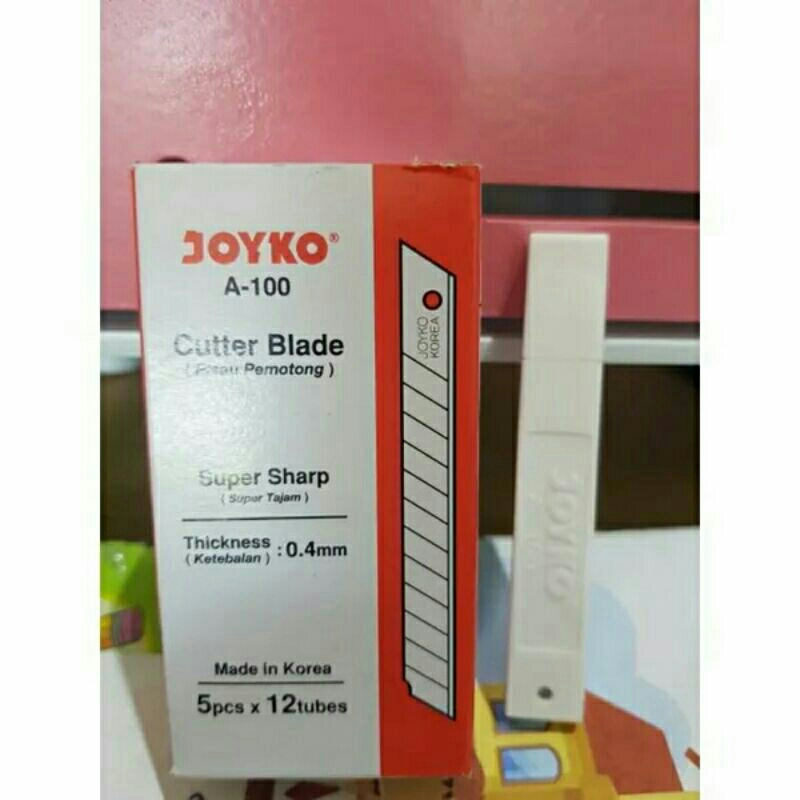 JOYKO®
A-100
Cutter Blade
( Pisau Pemotong )
Super Sharp
( Super Tajam )
Thickness : 0.4mm
( Ketebalan )
Made in Korea
5pcs x 12tubes
JOYKO
KOREA
JOYKO